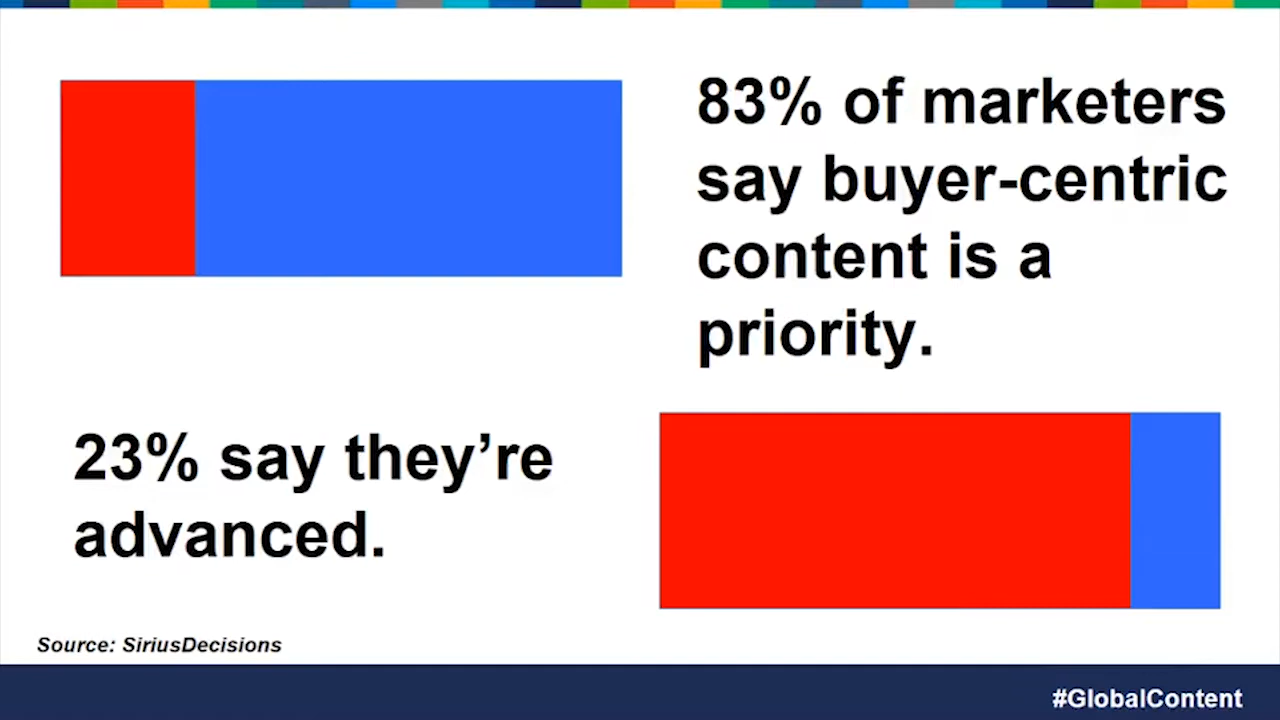 83% of marketers
say buyer-centric
content is a
priority.
23% say they’re
advanced.
Source: SiriusDecisions
#GlobalContent